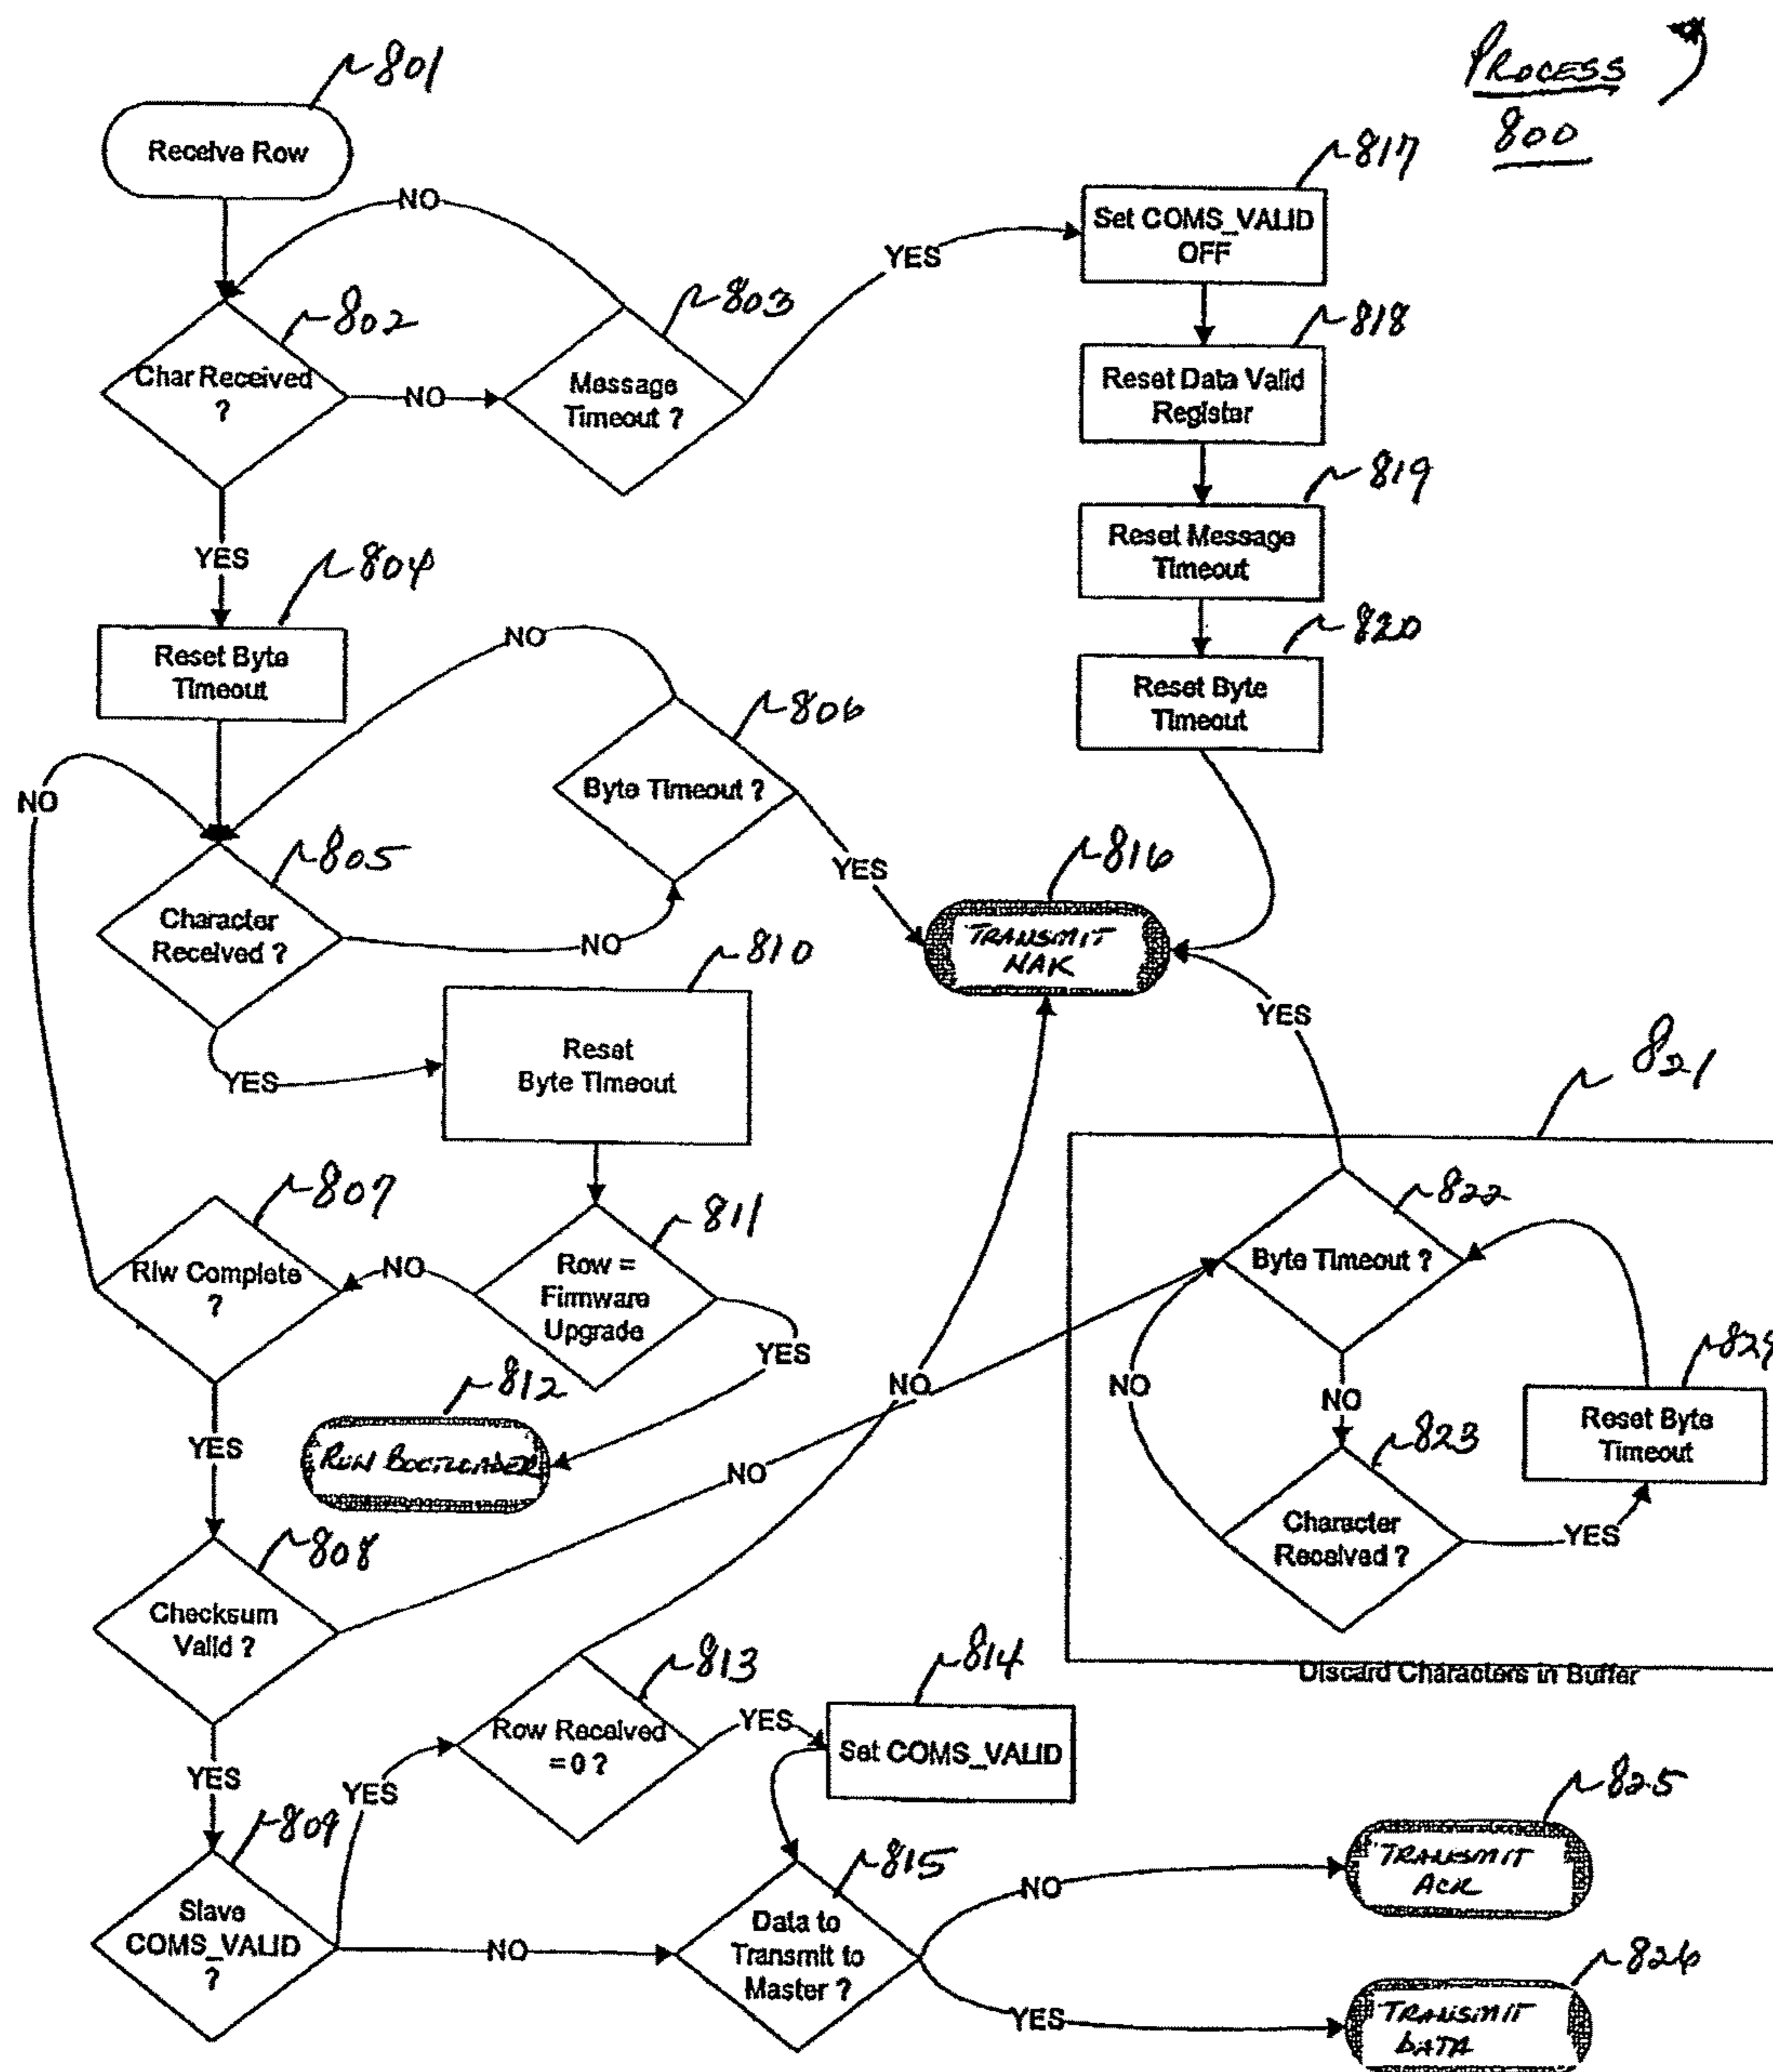 PROCESS
800
801
Receive Row
NO
802
Char Received
?
NO
803
Message
Timeout ?
YES
817
Set COMS_VALID
OFF
818
Reset Data Valid
Register
819
Reset Message
Timeout
820
Reset Byte
Timeout
YES
804
Reset Byte
Timeout
NO
806
Byte Timeout ?
YES
NO
805
Character
Received ?
NO
816
TRANSMIT
NAK
YES
810
Reset
Byte Timeout
YES
821
807
Rlw Complete
?
NO
811
Row =
Firmware
Upgrade
YES
812
RUN BOOTLOADER
YES
NO
NO
822
Byte Timeout ?
NO
NO
824
Reset Byte
Timeout
823
Character
Received ?
YES
Discard Characters in Buffer
808
Checksum
Valid ?
YES
YES
813
Row Received
= 0 ?
YES
814
Set COMS_VALID
809
Slave
COMS_VALID
?
NO
815
Data to
Transmit to
Master ?
NO
825
TRANSMIT
ACK
YES
826
TRANSMIT
DATA